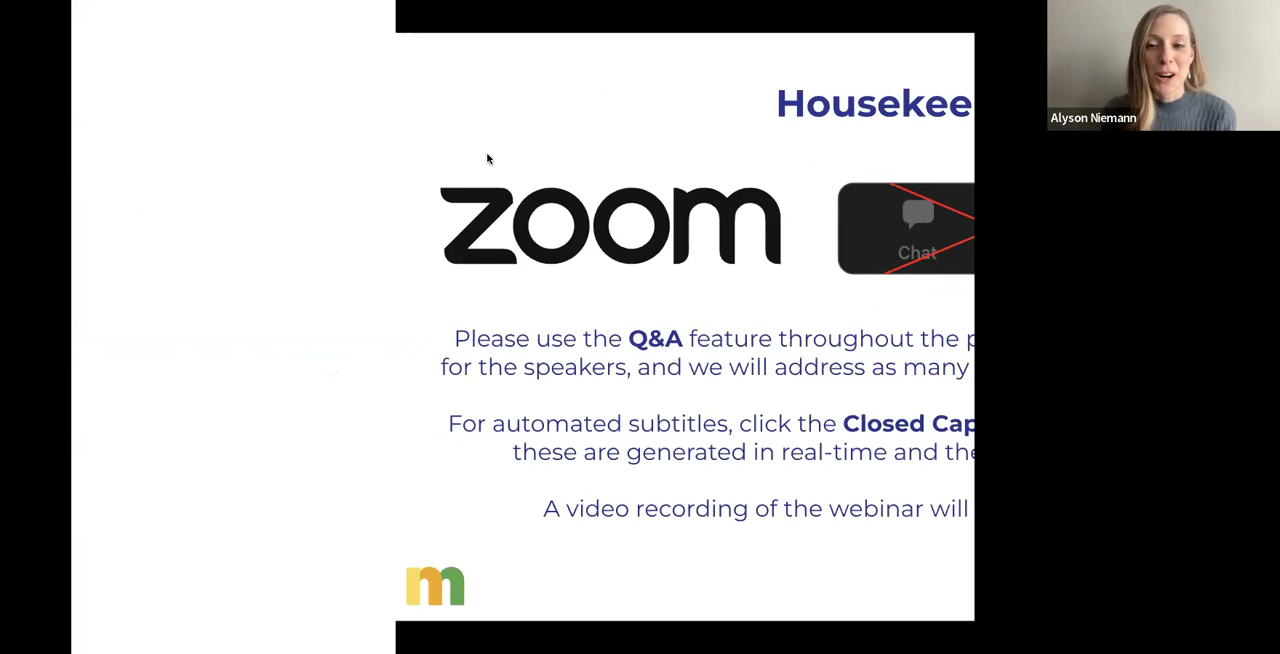 Housekee
zoom
Chat
Please use the Q&A feature throughout the p
for the speakers, and we will address as many
For automated subtitles, click the Closed Cap
these are generated in real-time and the
A video recording of the webinar will
m
Alyson Niemann